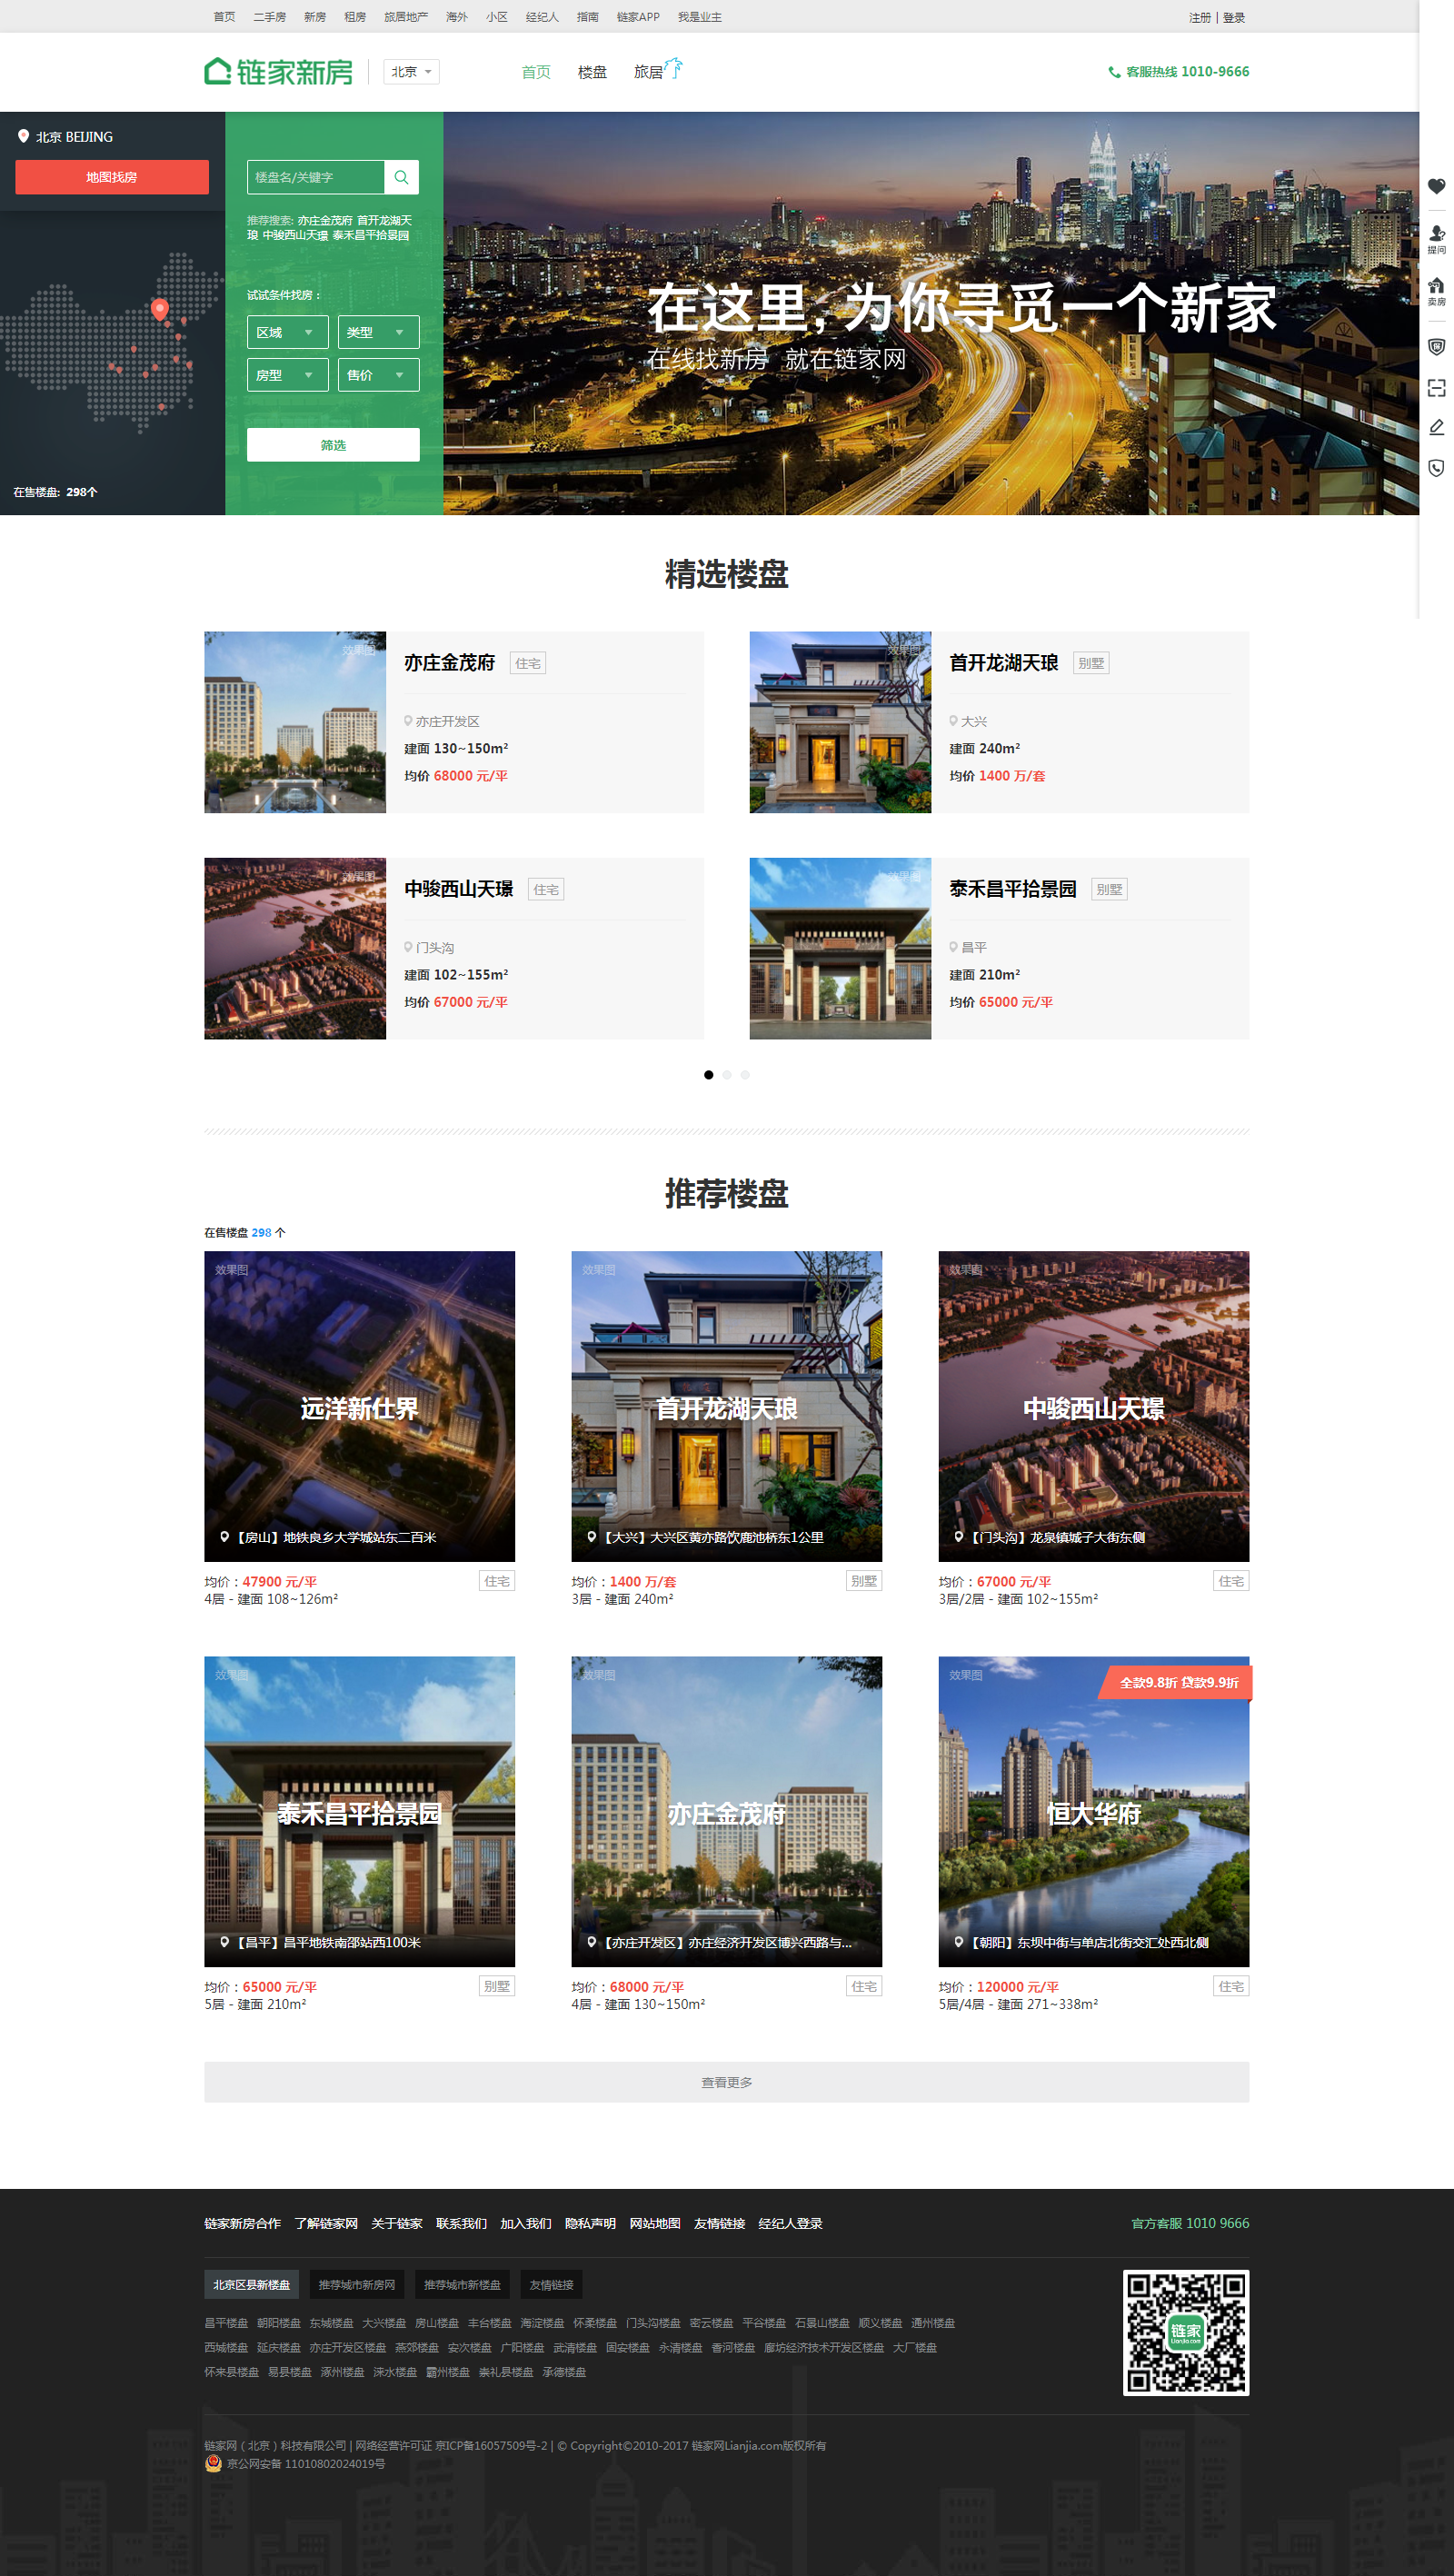 首页 二手房 新房 租房 旅居地产 海外 小区 经纪人 指南 链家APP 我是业主 注册 | 登录
链家新房 北京 首页 楼盘 旅居 客服热线 1010-9666
北京 BEIJING
地图找房
在售楼盘: 298个
楼盘名/关键字
推荐搜索: 亦庄金茂府 首开龙湖天
琅 中骏西山天璟 泰禾昌平拾景园
试试条件找房：
区域 类型
房型 售价
筛选
在这里, 为你寻觅一个新家
在线找新房 就在链家网
提问
卖房
精选楼盘
效果图
亦庄金茂府 住宅
亦庄开发区
建面 130~150m²
均价 68000 元/平
效果图
首开龙湖天琅 别墅
大兴
建面 240m²
均价 1400 万/套
效果图
中骏西山天璟 住宅
门头沟
建面 102~155m²
均价 67000 元/平
效果图
泰禾昌平拾景园 别墅
昌平
建面 210m²
均价 65000 元/平
推荐楼盘
在售楼盘 298 个
效果图
远洋新仕界
【房山】地铁良乡大学城站东二百米
均价：47900 元/平 住宅
4居 - 建面 108~126m²
效果图
首开龙湖天琅
【大兴】大兴区黄亦路饮鹿池桥东1公里
均价：1400 万/套 别墅
3居 - 建面 240m²
效果图
中骏西山天璟
【门头沟】龙泉镇城子大街东侧
均价：67000 元/平 住宅
3居/2居 - 建面 102~155m²
效果图
泰禾昌平拾景园
【昌平】昌平地铁南邵站西100米
均价：65000 元/平 别墅
5居 - 建面 210m²
效果图
亦庄金茂府
【亦庄开发区】亦庄经济开发区博兴西路与...
均价：68000 元/平 住宅
4居 - 建面 130~150m²
效果图
全款9.8折 贷款9.9折
恒大华府
【朝阳】东坝中街与单店北街交汇处西北侧
均价：120000 元/平 住宅
5居/4居 - 建面 271~338m²
查看更多
链家新房合作 了解链家网 关于链家 联系我们 加入我们 隐私声明 网站地图 友情链接 经纪人登录 官方客服 1010 9666
北京区县新楼盘 推荐城市新房网 推荐城市新楼盘 友情链接
昌平楼盘 朝阳楼盘 东城楼盘 大兴楼盘 房山楼盘 丰台楼盘 海淀楼盘 怀柔楼盘 门头沟楼盘 密云楼盘 平谷楼盘 石景山楼盘 顺义楼盘 通州楼盘
西城楼盘 延庆楼盘 亦庄开发区楼盘 燕郊楼盘 安次楼盘 广阳楼盘 武清楼盘 固安楼盘 永清楼盘 香河楼盘 廊坊经济技术开发区楼盘 大厂楼盘
怀来县楼盘 易县楼盘 涿州楼盘 涞水楼盘 霸州楼盘 崇礼县楼盘 承德楼盘
链家
Lianjia.com
链家网（北京）科技有限公司 | 网络经营许可证 京ICP备16057509号-2 | © Copyright©2010-2017 链家网Lianjia.com版权所有
京公网安备 11010802024019号